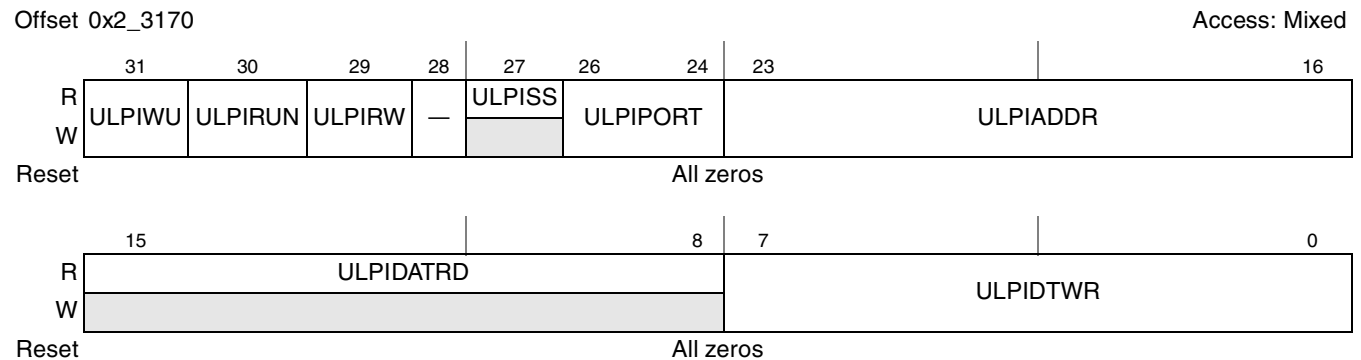 Offset 0x2_3170 Access: Mixed
31 30 29 28 27 26 24 23 16
R ULPIWU ULPIRUN ULPIRW — ULPISS ULPIPORT ULPIADDR
W
Reset All zeros
15 8 7 0
R ULPIDATRD ULPIDTWR
W
Reset All zeros